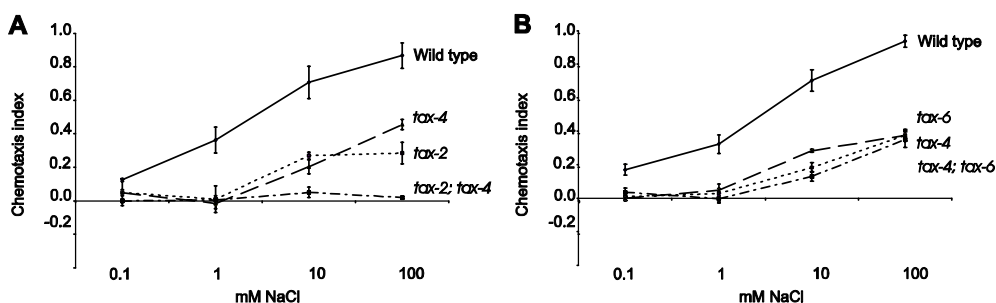 A
Chemotaxis index
1.0
0.8
0.6
0.4
0.2
0.0
-0.2
Wild type
tax-4
tax-2
tax-2; tax-4
0.1 1 10 100
mM NaCl
B
Chemotaxis index
1.0
0.8
0.6
0.4
0.2
0.0
-0.2
Wild type
tax-6
tax-4
tax-4; tax-6
0.1 1 10 100
mM NaCl